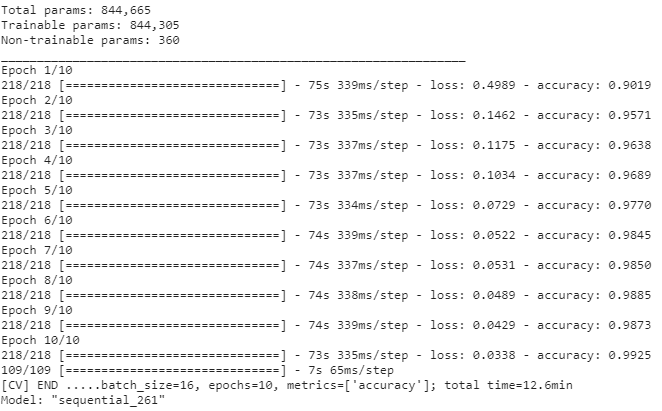 Total params: 844,665
Trainable params: 844,305
Non-trainable params: 360
_________________________________________________________________
Epoch 1/10
218/218 [==============================] - 75s 339ms/step - loss: 0.4989 - accuracy: 0.9019
Epoch 2/10
218/218 [==============================] - 73s 335ms/step - loss: 0.1462 - accuracy: 0.9571
Epoch 3/10
218/218 [==============================] - 73s 337ms/step - loss: 0.1175 - accuracy: 0.9638
Epoch 4/10
218/218 [==============================] - 73s 337ms/step - loss: 0.1034 - accuracy: 0.9689
Epoch 5/10
218/218 [==============================] - 73s 334ms/step - loss: 0.0729 - accuracy: 0.9770
Epoch 6/10
218/218 [==============================] - 74s 339ms/step - loss: 0.0522 - accuracy: 0.9845
Epoch 7/10
218/218 [==============================] - 74s 337ms/step - loss: 0.0531 - accuracy: 0.9850
Epoch 8/10
218/218 [==============================] - 74s 338ms/step - loss: 0.0489 - accuracy: 0.9885
Epoch 9/10
218/218 [==============================] - 74s 339ms/step - loss: 0.0429 - accuracy: 0.9873
Epoch 10/10
218/218 [==============================] - 73s 335ms/step - loss: 0.0338 - accuracy: 0.9925
109/109 [==============================] - 7s 65ms/step
[CV] END .....batch_size=16, epochs=10, metrics=['accuracy']; total time=12.6min
Model: "sequential_261"